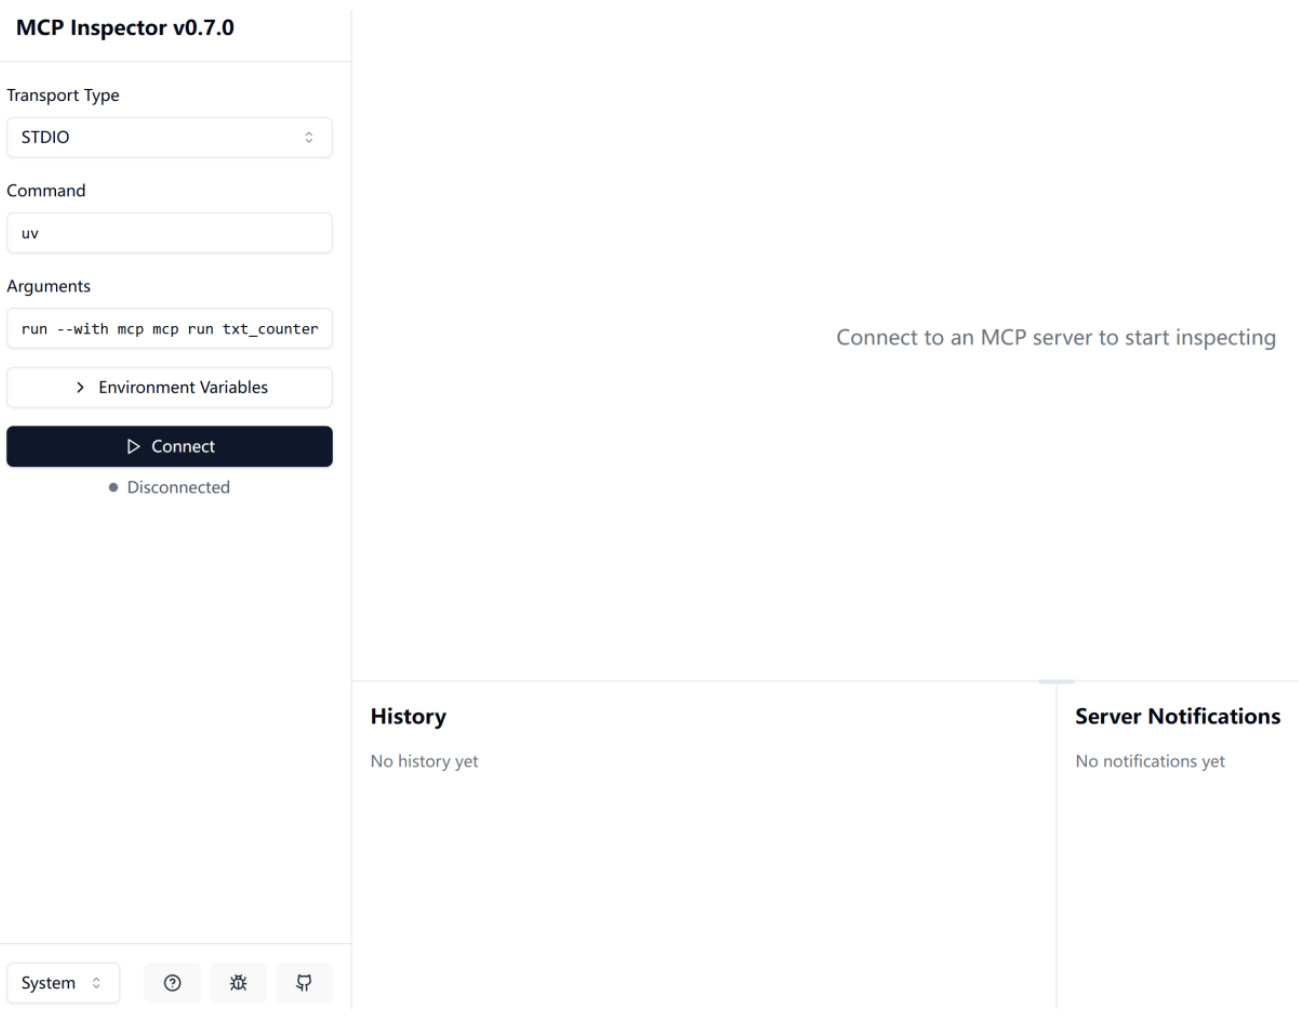 MCP Inspector v0.7.0
Transport Type
STDIO
Command
uv
Arguments
run --with mcp mcp run txt_counter
Environment Variables
Connect
Disconnected
System
Connect to an MCP server to start inspecting
History
No history yet
Server Notifications
No notifications yet